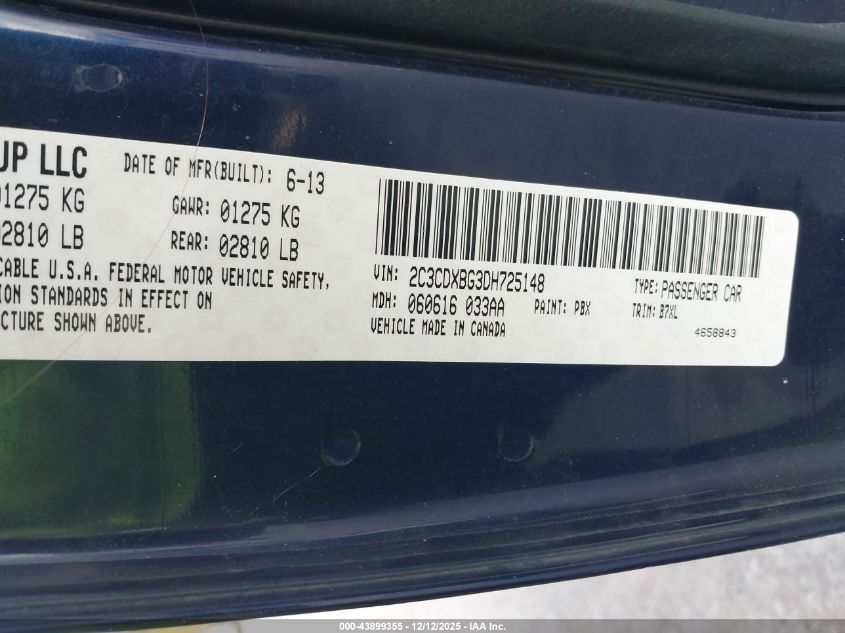 UP LLC DATE OF MFR(BUILT): 6-13
01275 KG GAWR: 01275 KG
02810 LB REAR: 02810 LB
CABLE U.S.A. FEDERAL MOTOR VEHICLE SAFETY,
ION STANDARDS IN EFFECT ON
CTURE SHOWN ABOVE.
VIN: 2C3CDXBG3DH725148 TYPE: PASSENGER CAR
MDH: 060616 033AA PAINT: PBX TRIM: B7XL
VEHICLE MADE IN CANADA 4658843
000-43899355 - 12/12/2025 - IAA Inc.